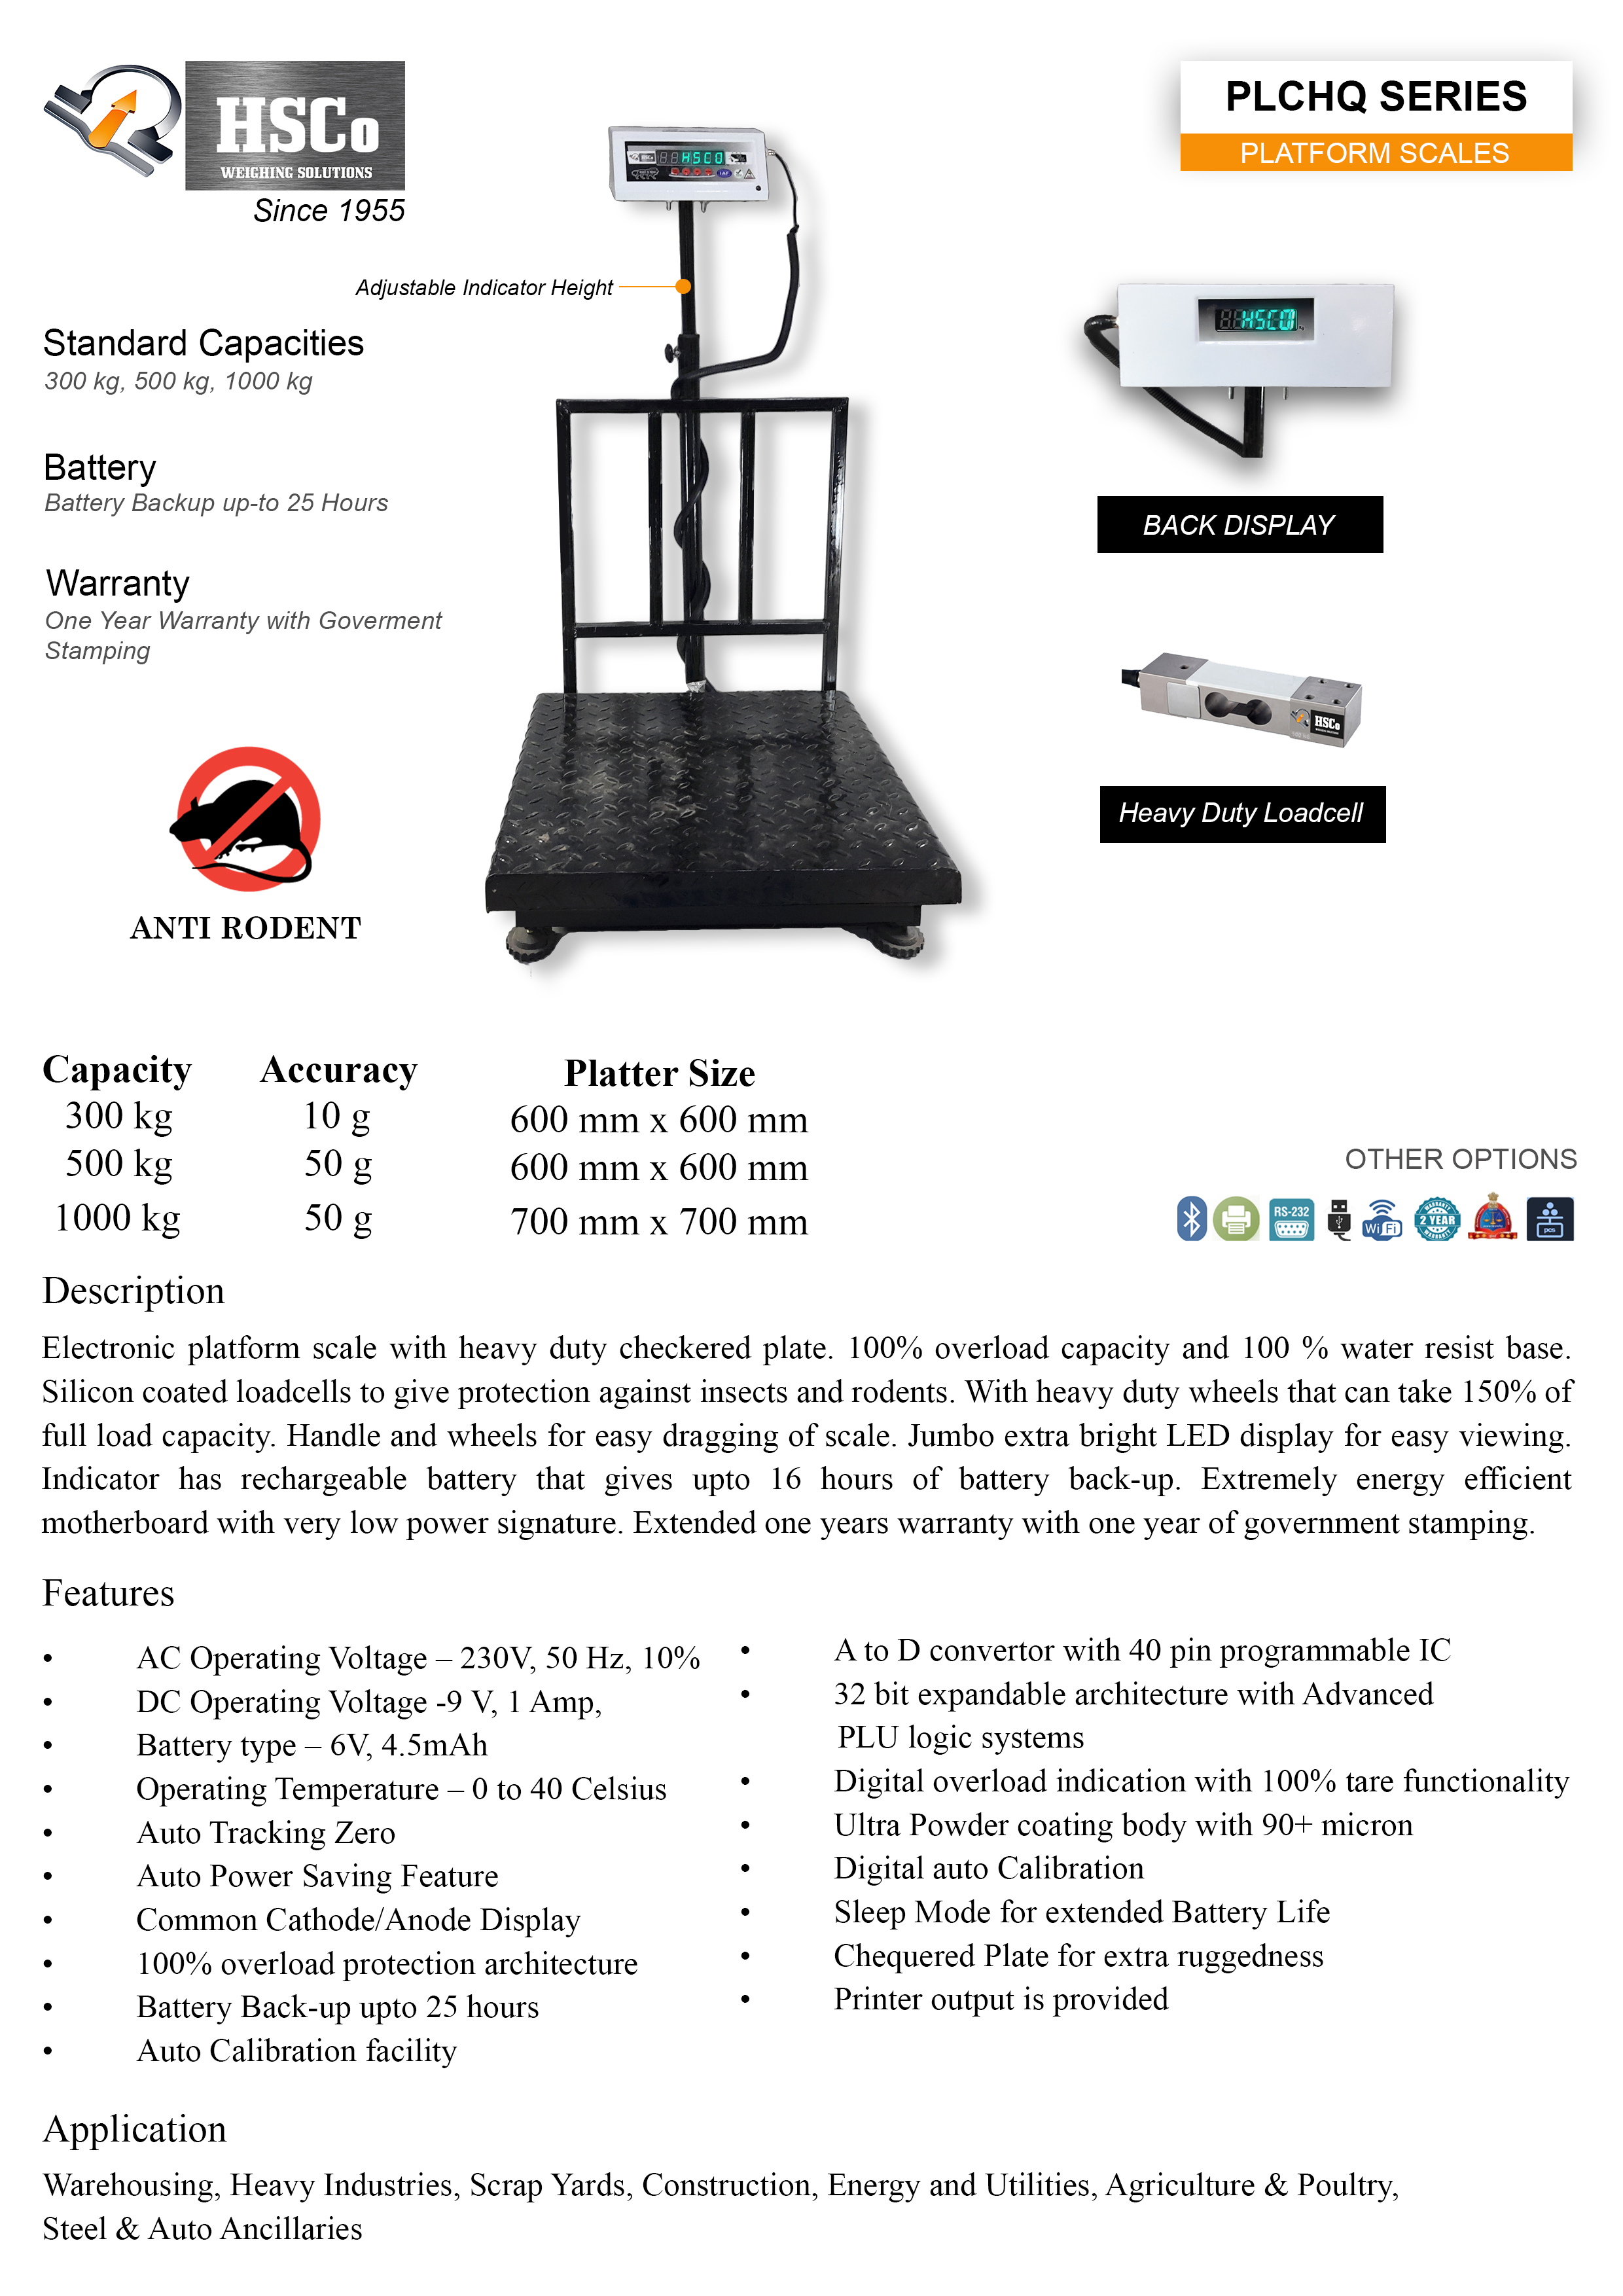 HSCo
WEIGHING SOLUTIONS
Since 1955
PLCHQ SERIES
PLATFORM SCALES
HSCO
Adjustable Indicator Height
HSCO
Standard Capacities
300 kg, 500 kg, 1000 kg
Battery
Battery Backup up-to 25 Hours
BACK DISPLAY
Warranty
One Year Warranty with Goverment
Stamping
HSCo
Heavy Duty Loadcell
ANTI RODENT
Capacity Accuracy Platter Size
300 kg 10 g 600 mm x 600 mm
500 kg 50 g 600 mm x 600 mm
1000 kg 50 g 700 mm x 700 mm
OTHER OPTIONS
RS-232
WiFi
WARRANTY
2 YEAR
WARRANTY
pcs
Description
Electronic platform scale with heavy duty checkered plate. 100% overload capacity and 100 % water resist base.
Silicon coated loadcells to give protection against insects and rodents. With heavy duty wheels that can take 150% of
full load capacity. Handle and wheels for easy dragging of scale. Jumbo extra bright LED display for easy viewing.
Indicator has rechargeable battery that gives upto 16 hours of battery back-up. Extremely energy efficient
motherboard with very low power signature. Extended one years warranty with one year of government stamping.
Features
• AC Operating Voltage – 230V, 50 Hz, 10%
• DC Operating Voltage -9 V, 1 Amp,
• Battery type – 6V, 4.5mAh
• Operating Temperature – 0 to 40 Celsius
• Auto Tracking Zero
• Auto Power Saving Feature
• Common Cathode/Anode Display
• 100% overload protection architecture
• Battery Back-up upto 25 hours
• Auto Calibration facility
• A to D convertor with 40 pin programmable IC
• 32 bit expandable architecture with Advanced
PLU logic systems
• Digital overload indication with 100% tare functionality
• Ultra Powder coating body with 90+ micron
• Digital auto Calibration
• Sleep Mode for extended Battery Life
• Chequered Plate for extra ruggedness
• Printer output is provided
Application
Warehousing, Heavy Industries, Scrap Yards, Construction, Energy and Utilities, Agriculture & Poultry,
Steel & Auto Ancillaries